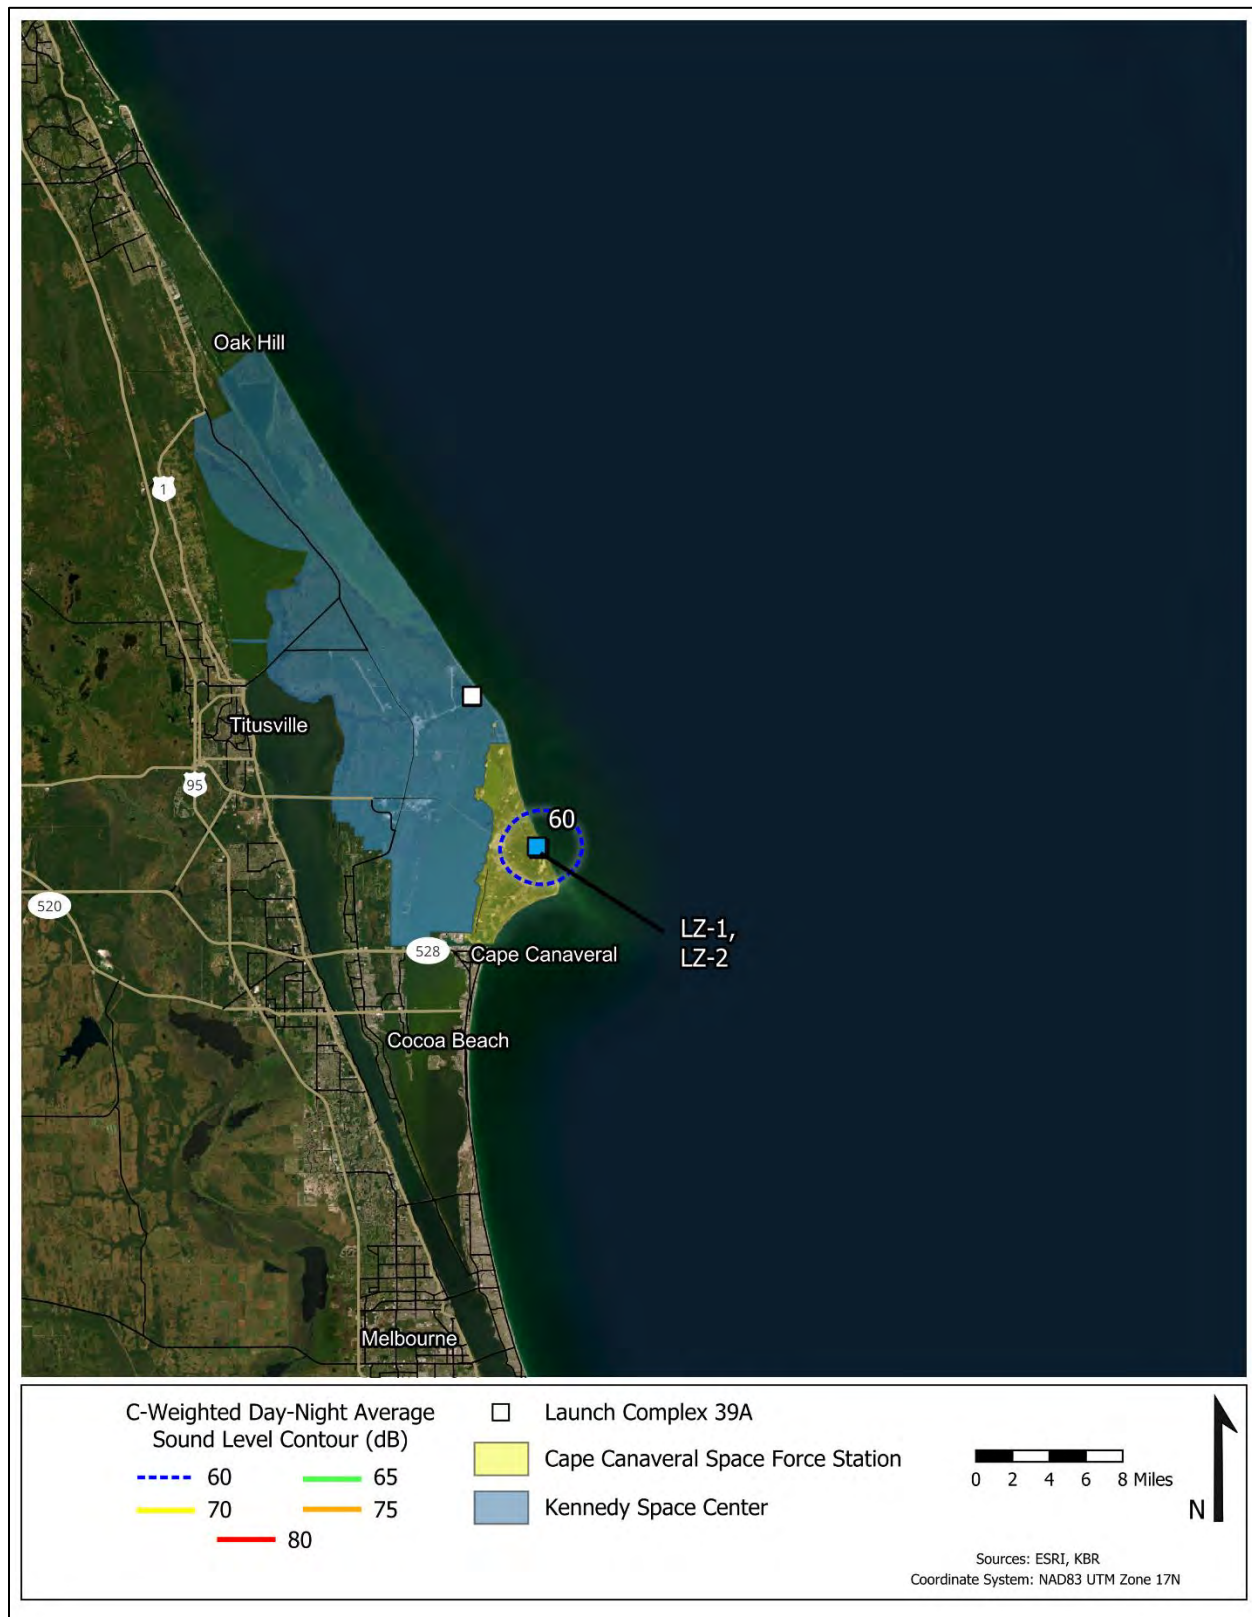 Oak Hill
1
Titusville
95
60
520
LZ-1,
LZ-2
528
Cape Canaveral
Cocoa Beach
Melbourne
C-Weighted Day-Night Average
Sound Level Contour (dB)
60
65
70
75
80
Launch Complex 39A
Cape Canaveral Space Force Station
Kennedy Space Center
0 2 4 6 8 Miles
N
Sources: ESRI, KBR
Coordinate System: NAD83 UTM Zone 17N